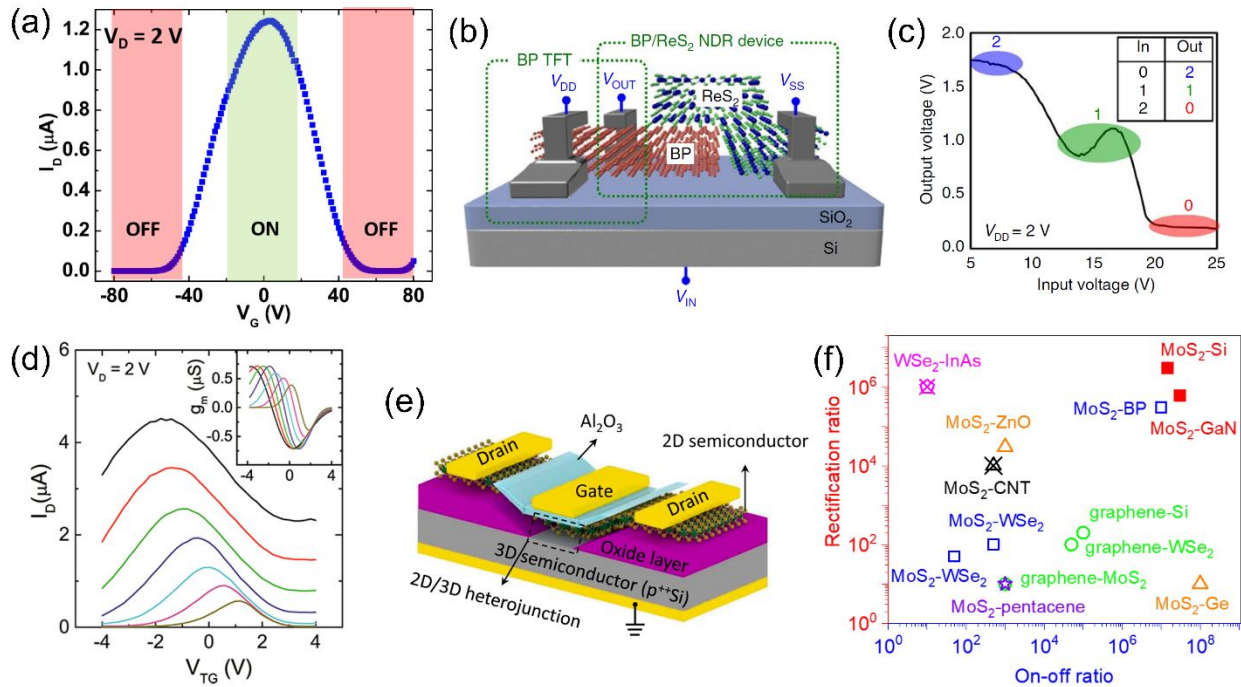 (a)
V_D = 2 V
I_D (μA)
1.2
1.0
0.8
0.6
0.4
0.2
0.0
OFF
ON
OFF
-80
-40
0
40
80
V_G (V)
(b)
BP/ReS₂ NDR device
BP TFT
V_DD
V_OUT
V_SS
ReS₂
BP
SiO₂
Si
V_IN
(c)
Output voltage (V)
2.0
1.5
1.0
0.5
0.0
2
1
0
In Out
0 2
1 1
2 0
V_DD = 2 V
5
10
15
20
25
Input voltage (V)
(d)
V_D = 2 V
I_D(μA)
6
4
2
0
g_m (μS)
0.5
0.0
-0.5
-4
0
4
-4
-2
0
2
4
V_TG (V)
(e)
Al₂O₃
2D semiconductor
Drain
Gate
Drain
Oxide layer
3D semiconductor (p⁺⁺Si)
2D/3D heterojunction
(f)
Rectification ratio
10⁶
10⁴
10²
10⁰
WSe₂-InAs
MoS₂-Si
MoS₂-BP
MoS₂-GaN
MoS₂-ZnO
MoS₂-CNT
MoS₂-WSe₂
graphene-Si
graphene-WSe₂
MoS₂-WSe₂
graphene-MoS₂
MoS₂-pentacene
MoS₂-Ge
10⁰
10²
10⁴
10⁶
10⁸
On-off ratio